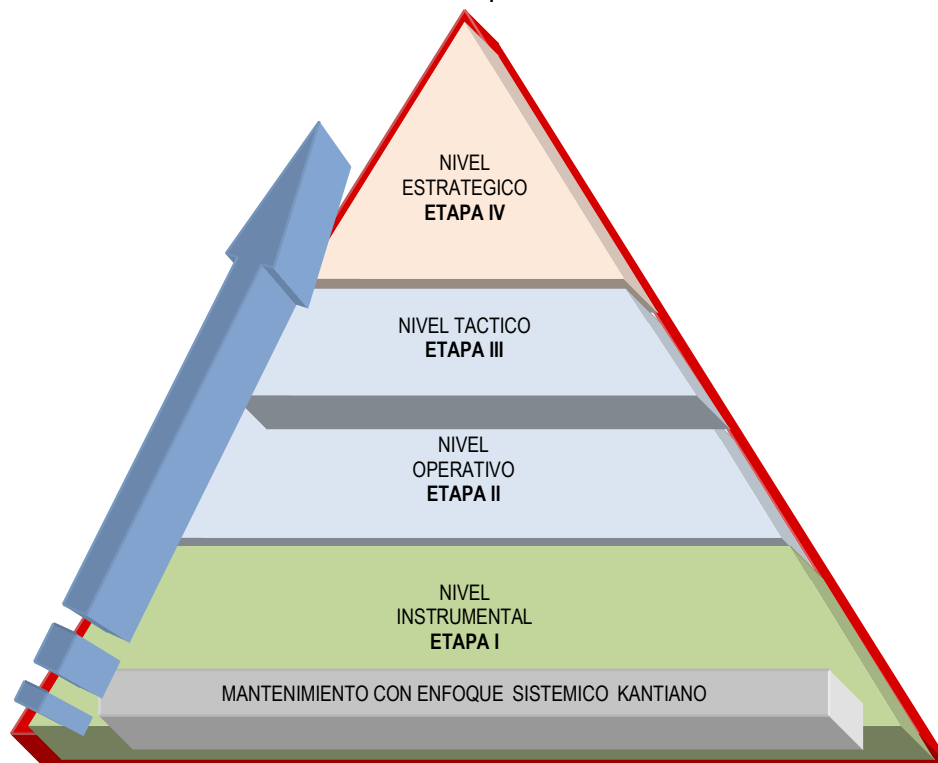 NIVEL
ESTRATEGICO
ETAPA IV
NIVEL TACTICO
ETAPA III
NIVEL
OPERATIVO
ETAPA II
NIVEL
INSTRUMENTAL
ETAPA I
MANTENIMIENTO CON ENFOQUE SISTEMICO KANTIANO